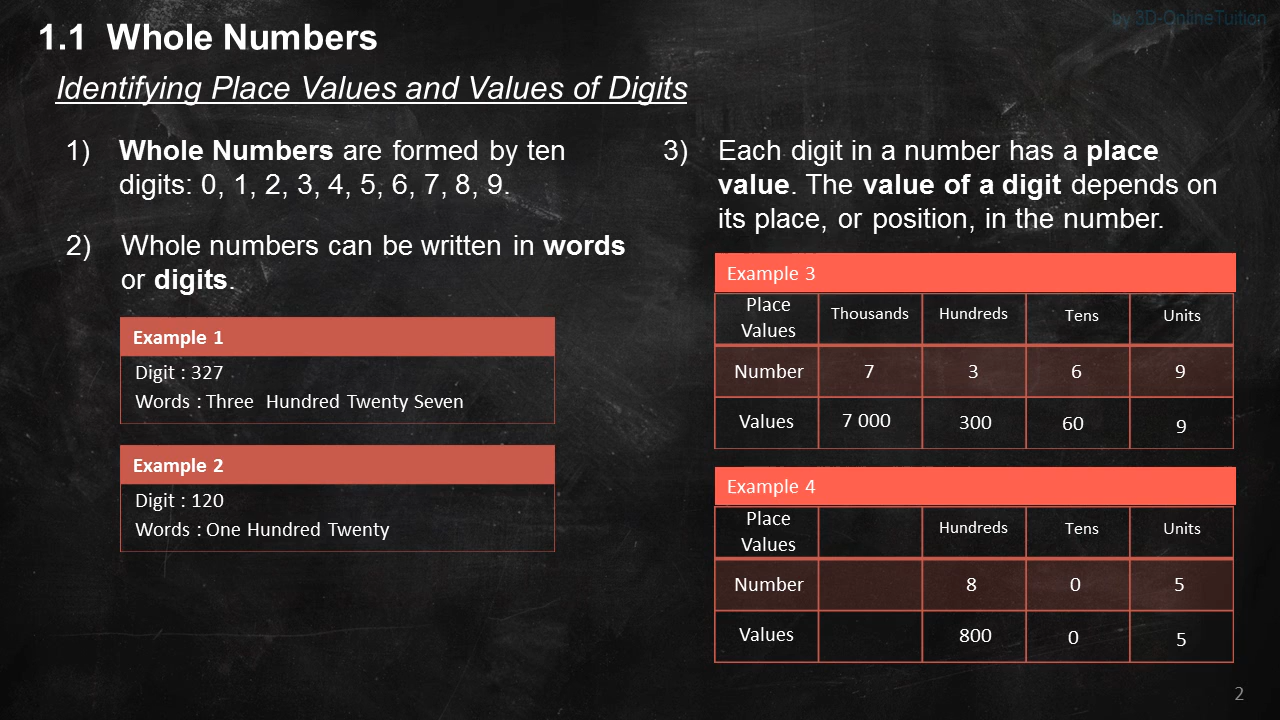 by 3D-OnlineTuition
1.1 Whole Numbers
Identifying Place Values and Values of Digits
1) Whole Numbers are formed by ten
digits: 0, 1, 2, 3, 4, 5, 6, 7, 8, 9.
2) Whole numbers can be written in words
or digits.
Example 1
Digit : 327
Words : Three Hundred Twenty Seven
Example 2
Digit : 120
Words : One Hundred Twenty
3) Each digit in a number has a place
value. The value of a digit depends on
its place, or position, in the number.
Example 3
Place
Values Thousands Hundreds Tens Units
Number 7 3 6 9
Values 7 000 300 60 9
Example 4
Place
Values Hundreds Tens Units
Number 8 0 5
Values 800 0 5
2